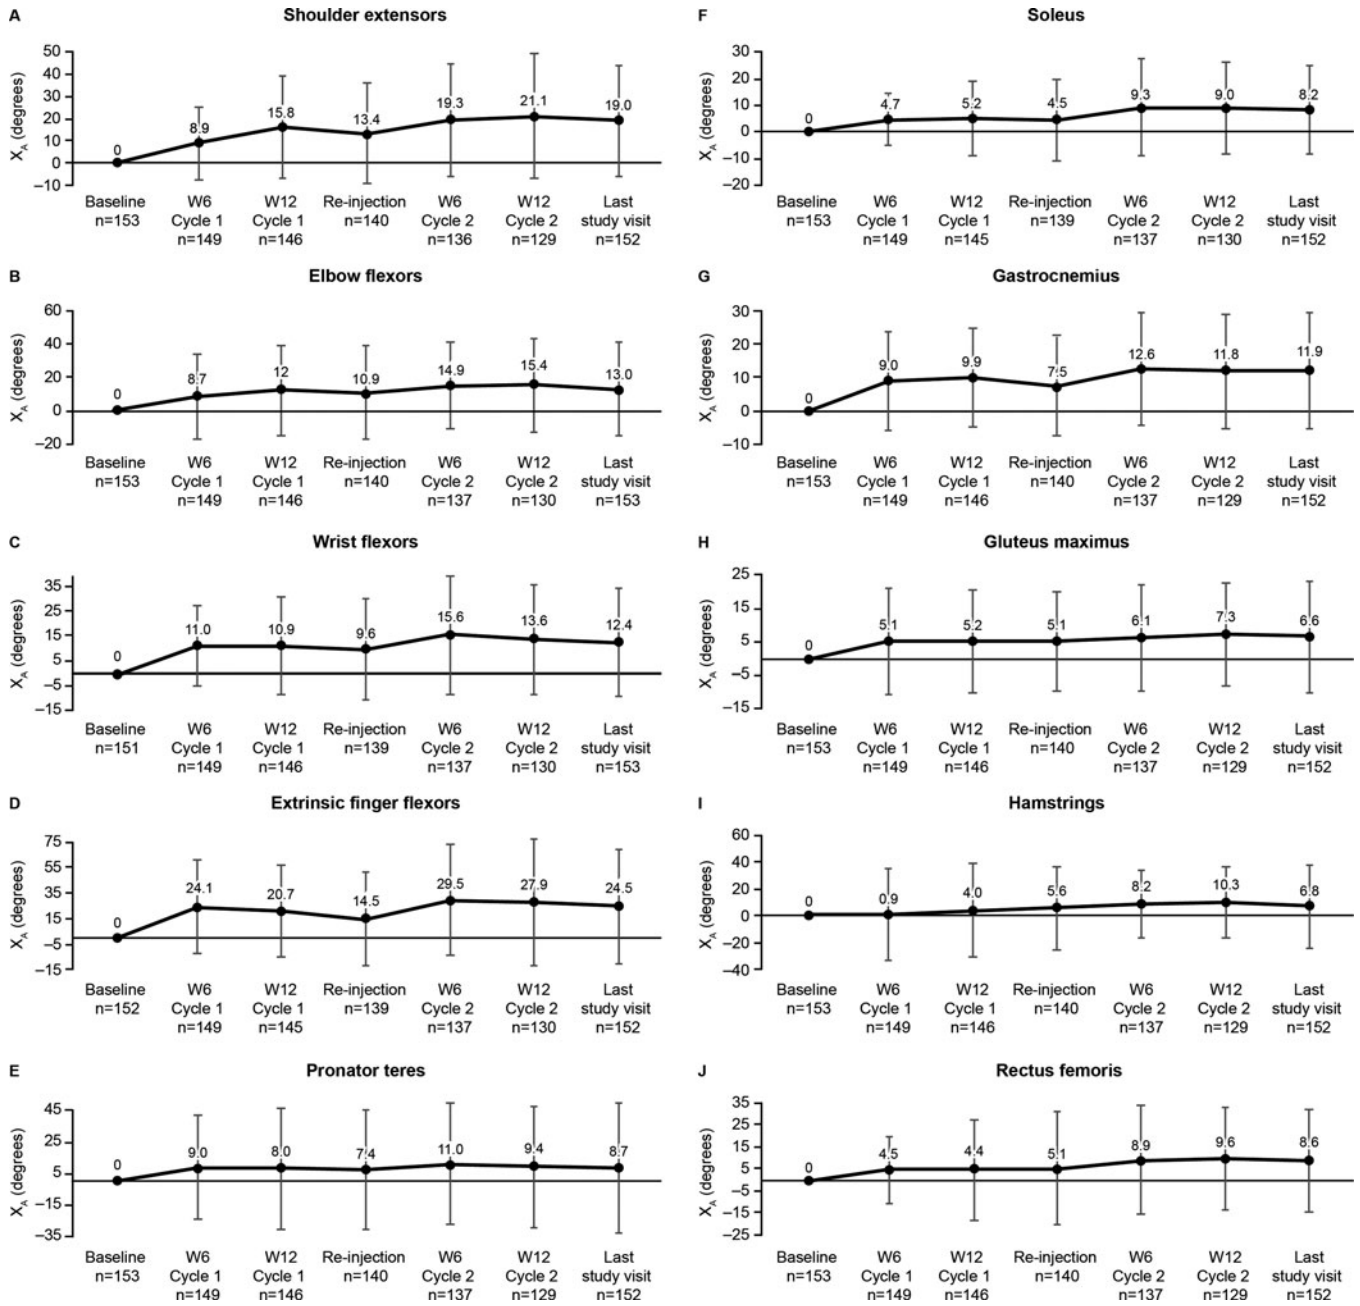 A Shoulder extensors
X_A (degrees)
50
40
30
20
10
0
–10
0 8.9 15.8 13.4 19.3 21.1 19.0
Baseline W6 W12 Re-injection W6 W12 Last
n=153 Cycle 1 Cycle 1 n=140 Cycle 2 Cycle 2 study visit
n=149 n=146 n=136 n=129 n=152
B Elbow flexors
X_A (degrees)
60
40
20
0
–20
0 8.7 12 10.9 14.9 15.4 13.0
Baseline W6 W12 Re-injection W6 W12 Last
n=153 Cycle 1 Cycle 1 n=140 Cycle 2 Cycle 2 study visit
n=149 n=146 n=137 n=130 n=153
C Wrist flexors
X_A (degrees)
35
25
15
5
–5
–15
0 11.0 10.9 9.6 15.6 13.6 12.4
Baseline W6 W12 Re-injection W6 W12 Last
n=151 Cycle 1 Cycle 1 n=139 Cycle 2 Cycle 2 study visit
n=149 n=146 n=137 n=130 n=153
D Extrinsic finger flexors
X_A (degrees)
75
55
35
15
–5
–15
0 24.1 20.7 14.5 29.5 27.9 24.5
Baseline W6 W12 Re-injection W6 W12 Last
n=152 Cycle 1 Cycle 1 n=139 Cycle 2 Cycle 2 study visit
n=149 n=145 n=137 n=130 n=152
E Pronator teres
X_A (degrees)
45
25
5
–15
–35
0 9.0 8.0 7.4 11.0 9.4 8.7
Baseline W6 W12 Re-injection W6 W12 Last
n=153 Cycle 1 Cycle 1 n=140 Cycle 2 Cycle 2 study visit
n=149 n=146 n=137 n=129 n=152
F Soleus
X_A (degrees)
30
20
10
0
–10
–20
0 4.7 5.2 4.5 9.3 9.0 8.2
Baseline W6 W12 Re-injection W6 W12 Last
n=153 Cycle 1 Cycle 1 n=139 Cycle 2 Cycle 2 study visit
n=149 n=145 n=137 n=130 n=152
G Gastrocnemius
X_A (degrees)
30
20
10
0
–10
0 9.0 9.9 7.5 12.6 11.8 11.9
Baseline W6 W12 Re-injection W6 W12 Last
n=153 Cycle 1 Cycle 1 n=140 Cycle 2 Cycle 2 study visit
n=149 n=146 n=137 n=129 n=152
H Gluteus maximus
X_A (degrees)
25
15
5
–5
–15
0 5.1 5.2 5.1 6.1 7.3 6.6
Baseline W6 W12 Re-injection W6 W12 Last
n=153 Cycle 1 Cycle 1 n=140 Cycle 2 Cycle 2 study visit
n=149 n=146 n=137 n=129 n=152
I Hamstrings
X_A (degrees)
60
40
20
0
–20
–40
0 0.9 4.0 5.6 8.2 10.3 6.8
Baseline W6 W12 Re-injection W6 W12 Last
n=153 Cycle 1 Cycle 1 n=140 Cycle 2 Cycle 2 study visit
n=149 n=146 n=137 n=129 n=152
J Rectus femoris
X_A (degrees)
35
25
15
5
–5
–15
–25
0 4.5 4.4 5.1 8.9 9.6 8.6
Baseline W6 W12 Re-injection W6 W12 Last
n=153 Cycle 1 Cycle 1 n=140 Cycle 2 Cycle 2 study visit
n=149 n=146 n=137 n=129 n=152